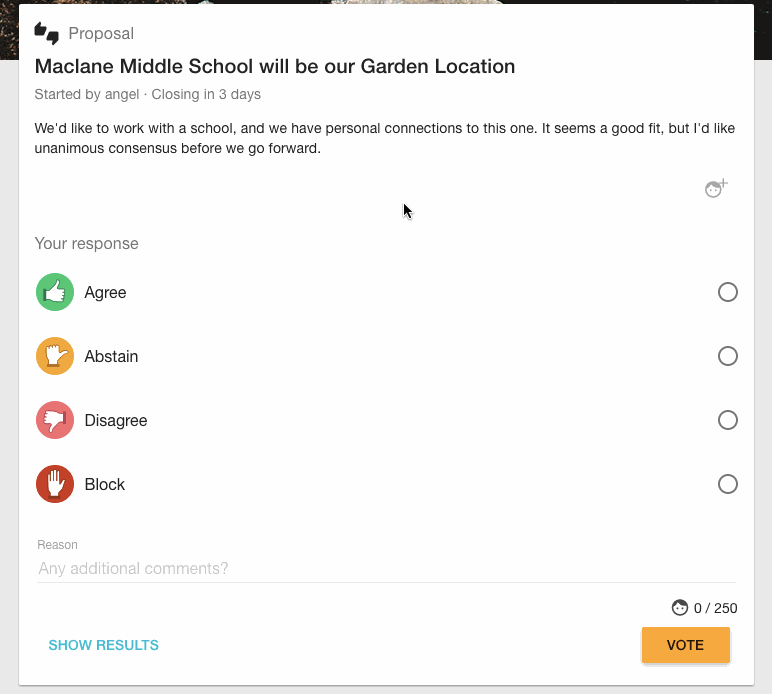 Proposal
Maclane Middle School will be our Garden Location
Started by angel · Closing in 3 days
We'd like to work with a school, and we have personal connections to this one. It seems a good fit, but I'd like
unanimous consensus before we go forward.
Your response
Agree
Abstain
Disagree
Block
Reason
Any additional comments?
0 / 250
SHOW RESULTS VOTE